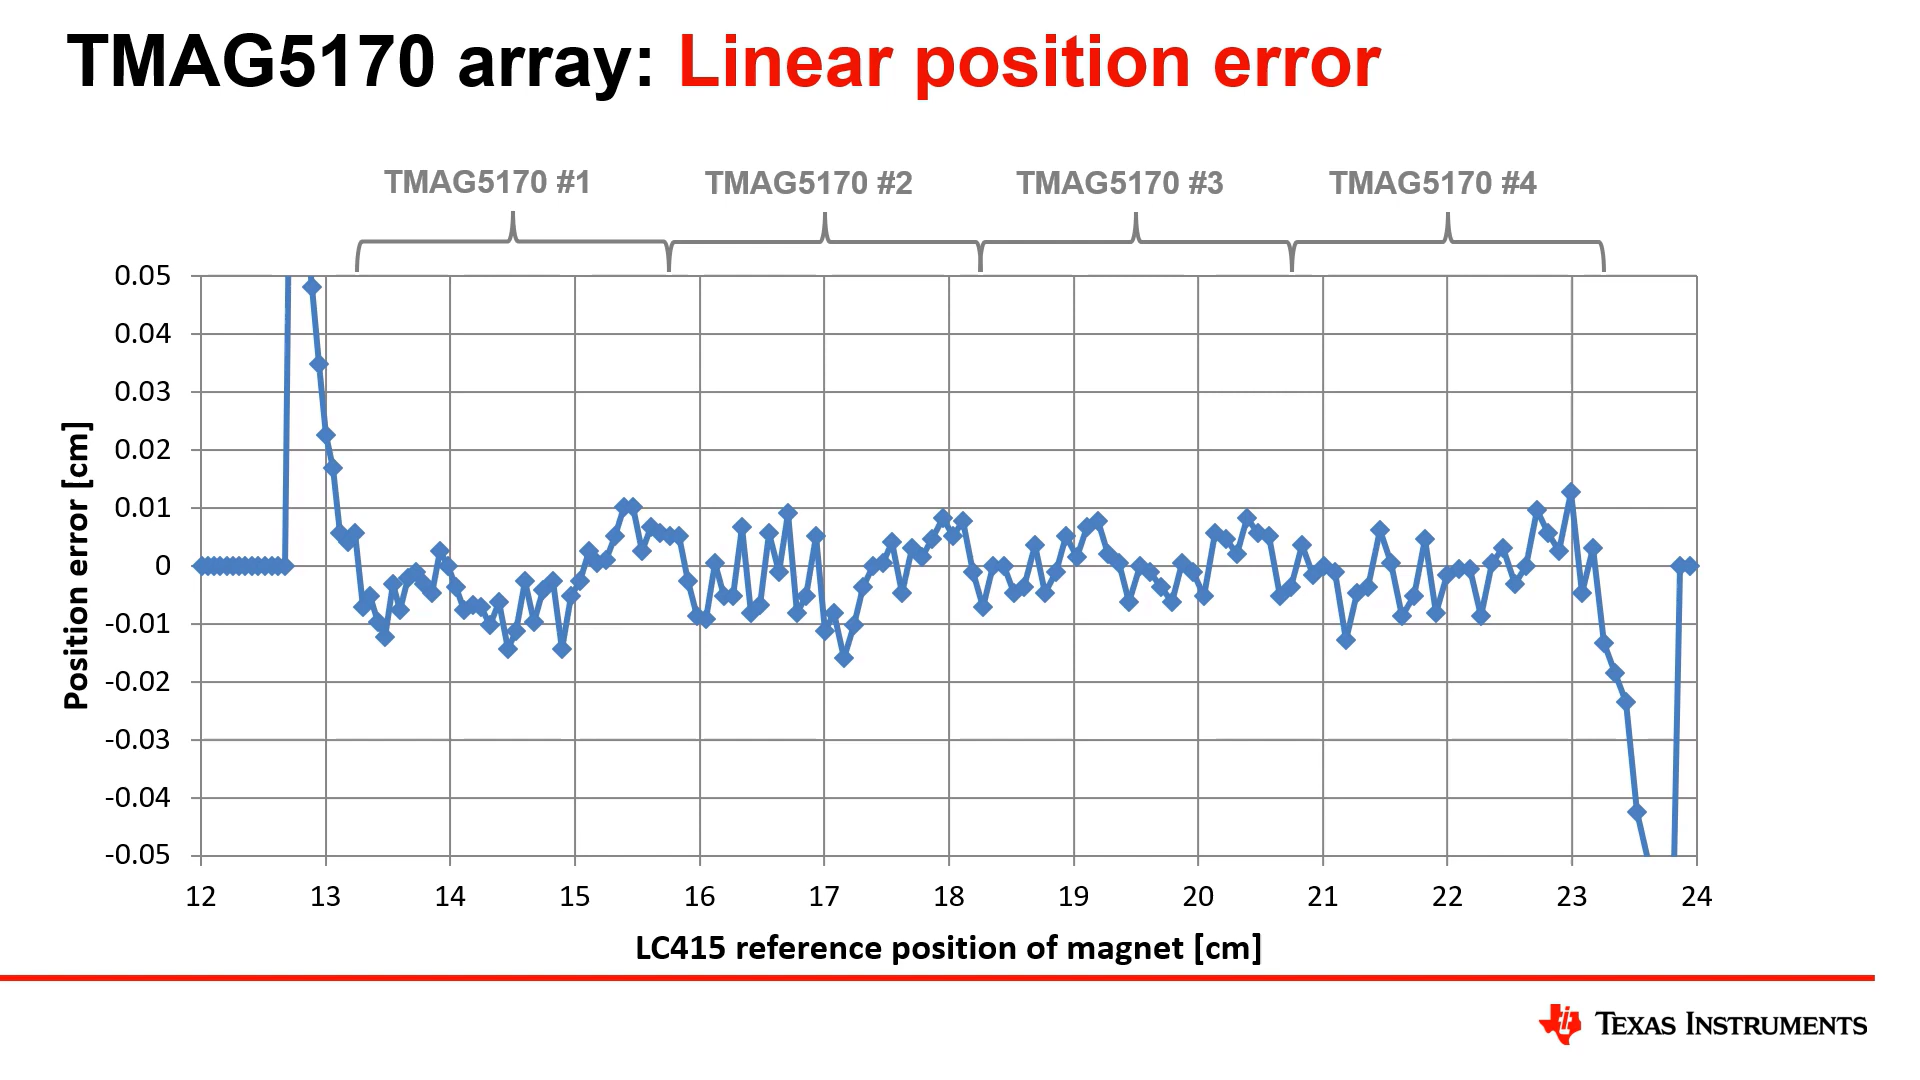 TMAG5170 array: Linear position error
TMAG5170 #1
TMAG5170 #2
TMAG5170 #3
TMAG5170 #4
0.05
0.04
0.03
0.02
0.01
0
-0.01
-0.02
-0.03
-0.04
-0.05
Position error [cm]
12 13 14 15 16 17 18 19 20 21 22 23 24
LC415 reference position of magnet [cm]
TEXAS INSTRUMENTS